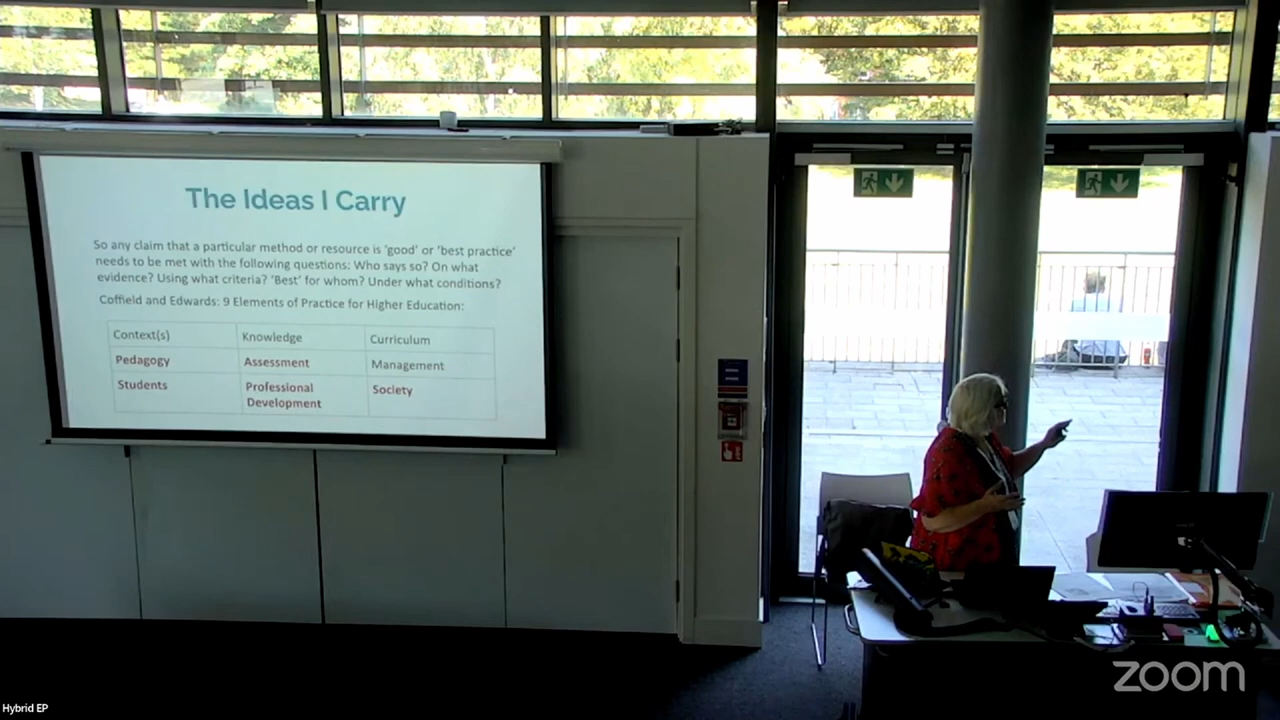 The Ideas I Carry
So any claim that a particular method or resource is 'good' or 'best practice'
needs to be met with the following questions: Who says so? On what
evidence? Using what criteria? 'Best' for whom? Under what conditions?
Coffield and Edwards: 9 Elements of Practice for Higher Education:
Context(s) Knowledge Curriculum
Pedagogy Assessment Management
Students Professional Society
Development
zoom
Hybrid EP